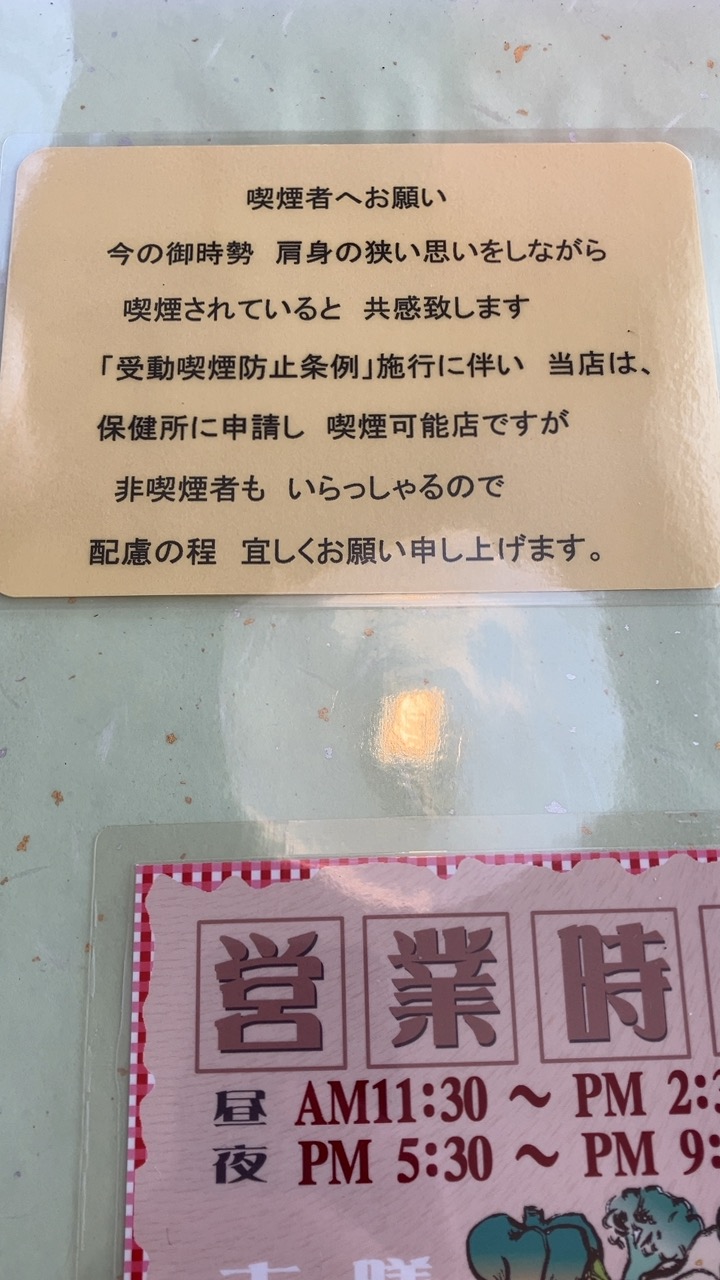 喫煙者へお願い
今の御時勢 肩身の狭い思いをしながら
喫煙されていると 共感致します
「受動喫煙防止条例」施行に伴い 当店は、
保健所に申請し 喫煙可能店ですが
非喫煙者も いらっしゃるので
配慮の程 宜しくお願い申し上げます。
営業時
昼 AM11:30 ～ PM 2:3
夜 PM 5:30 ～ PM 9: